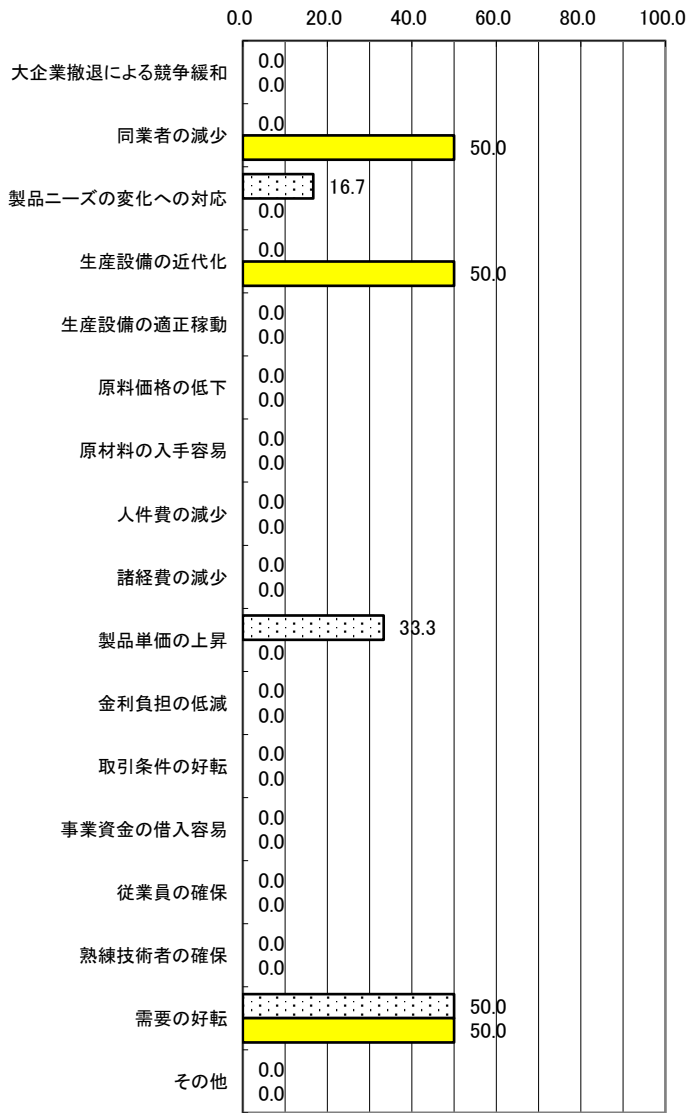 0.0 20.0 40.0 60.0 80.0 100.0
大企業撤退による競争緩和 0.0
0.0
同業者の減少 0.0
50.0
製品ニーズの変化への対応 16.7
0.0
生産設備の近代化 0.0
50.0
生産設備の適正稼動 0.0
0.0
原料価格の低下 0.0
0.0
原材料の入手容易 0.0
0.0
人件費の減少 0.0
0.0
諸経費の減少 0.0
0.0
製品単価の上昇 33.3
0.0
金利負担の低減 0.0
0.0
取引条件の好転 0.0
0.0
事業資金の借入容易 0.0
0.0
従業員の確保 0.0
0.0
熟練技術者の確保 0.0
0.0
需要の好転 50.0
50.0
その他 0.0
0.0